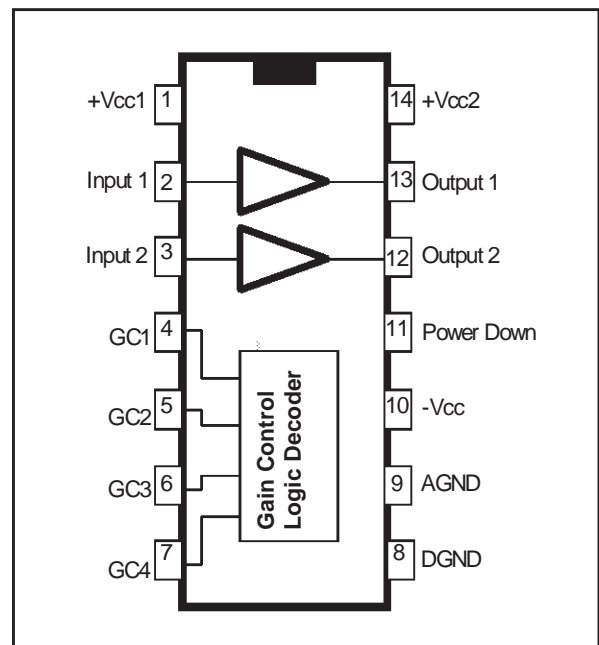 +Vcc1 1 14 +Vcc2
Input 1 2 13 Output 1
Input 2 3 12 Output 2
GC1 4 11 Power Down
GC2 5 10 -Vcc
GC3 6 9 AGND
GC4 7 8 DGND
Gain Control
Logic Decoder